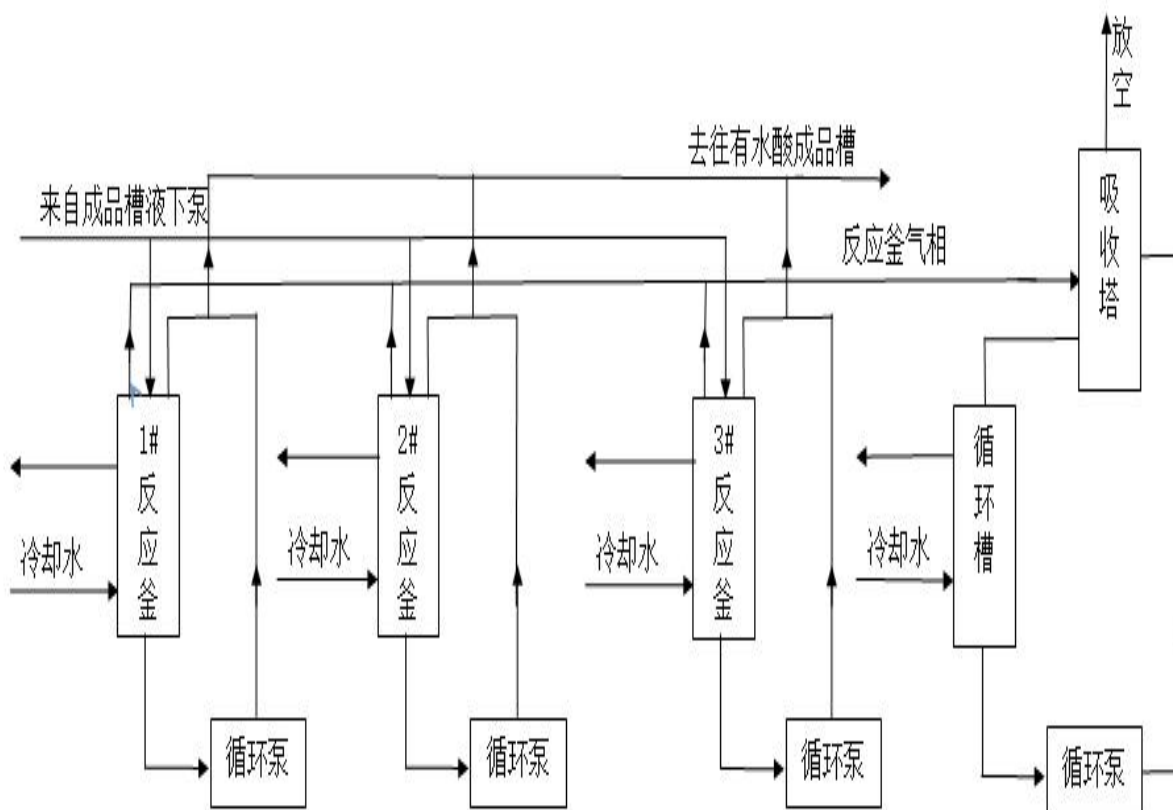 放空
去往有水酸成品槽
来自成品槽液下泵
反应釜气相
吸收塔
1#反应釜
2#反应釜
3#反应釜
循环槽
冷却水
冷却水
冷却水
冷却水
循环泵
循环泵
循环泵
循环泵